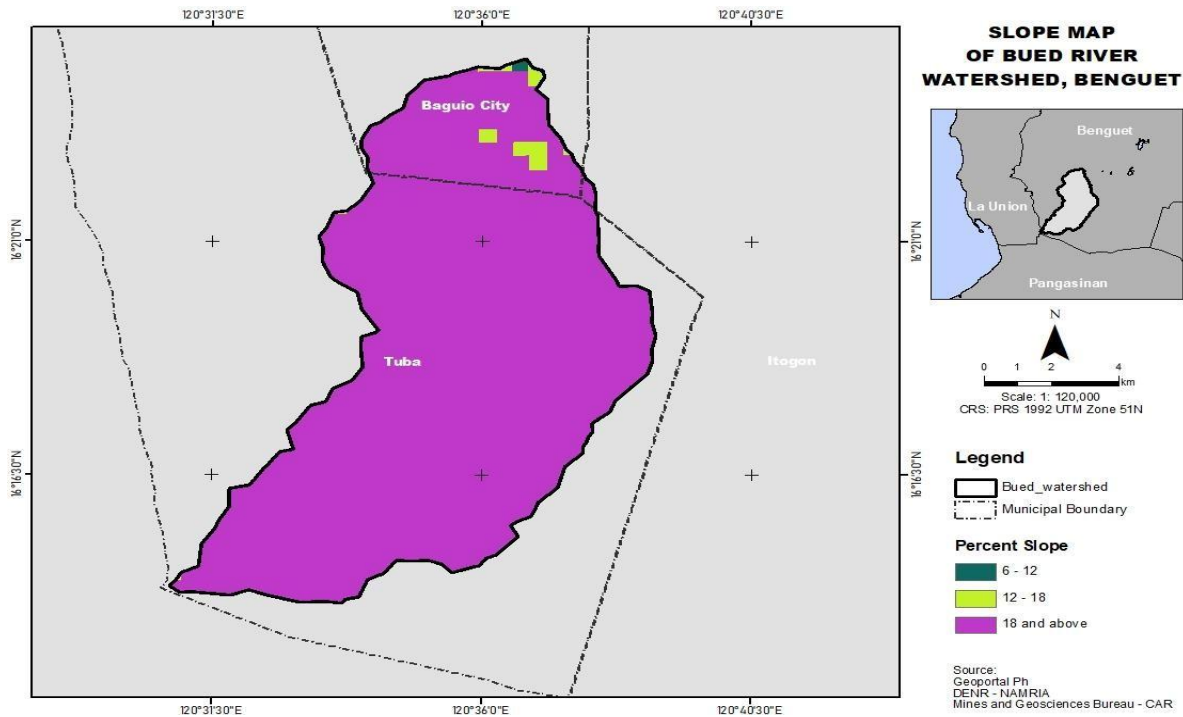 120°31'30"E
120°36'0"E
120°40'30"E
SLOPE MAP
OF BUED RIVER
WATERSHED, BENGUET
Baguio City
Benguet
La Union
Pangasinan
16°21'0"N
16°21'0"N
N
Tuba
Itogon
0 1 2 4
km
Scale: 1: 120,000
CRS: PRS 1992 UTM Zone 51N
Legend
Bued_watershed
Municipal Boundary
16°16'30"N
16°16'30"N
Percent Slope
6 - 12
12 - 18
18 and above
Source:
Geoportal Ph
DENR - NAMRIA
Mines and Geosciences Bureau - CAR
120°31'30"E
120°36'0"E
120°40'30"E